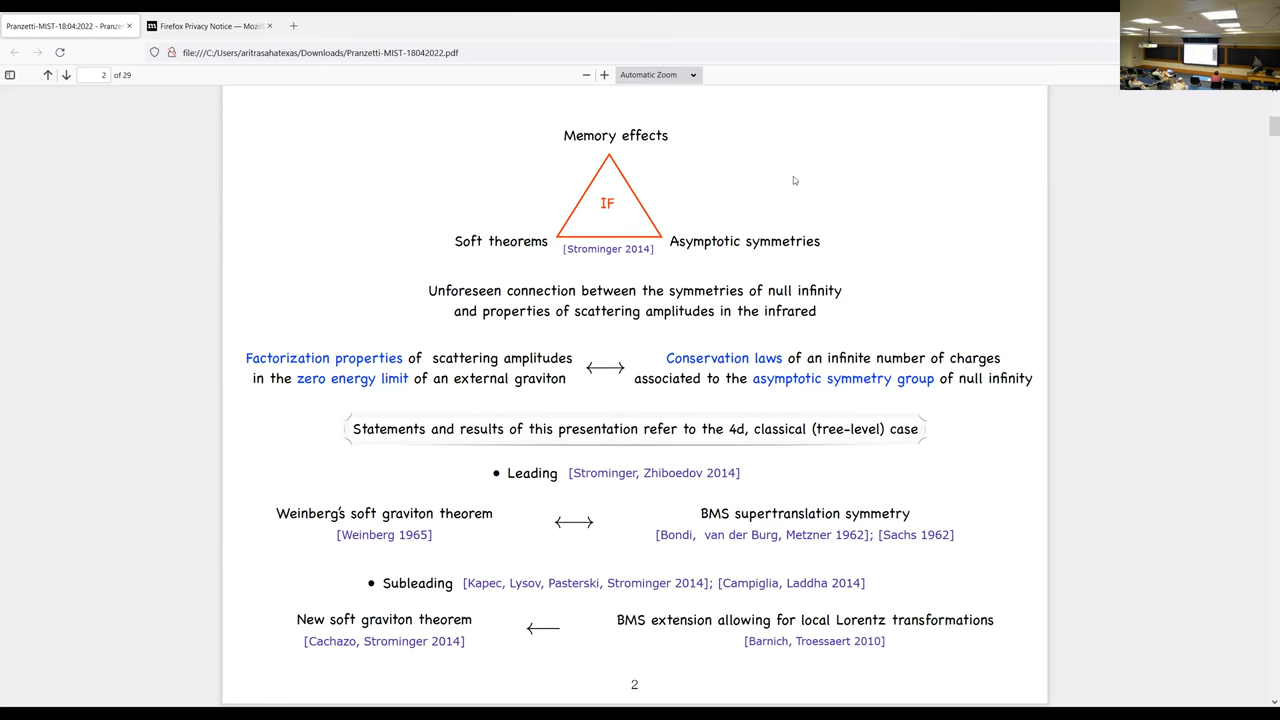 Pranzetti-MIST-18:04:2022 - Pranzet
Firefox Privacy Notice — Mozil
file:///C:/Users/aritrasahatexas/Downloads/Pranzetti-MIST-18042022.pdf
2 of 29
Automatic Zoom
Memory effects
IF
Soft theorems
Asymptotic symmetries
[Strominger 2014]
Unforeseen connection between the symmetries of null infinity
and properties of scattering amplitudes in the infrared
Factorization properties of scattering amplitudes
in the zero energy limit of an external graviton
Conservation laws of an infinite number of charges
associated to the asymptotic symmetry group of null infinity
Statements and results of this presentation refer to the 4d, classical (tree-level) case
• Leading [Strominger, Zhiboedov 2014]
Weinberg's soft graviton theorem
[Weinberg 1965]
BMS supertranslation symmetry
[Bondi, van der Burg, Metzner 1962]; [Sachs 1962]
• Subleading [Kapec, Lysov, Pasterski, Strominger 2014]; [Campiglia, Laddha 2014]
New soft graviton theorem
[Cachazo, Strominger 2014]
BMS extension allowing for local Lorentz transformations
[Barnich, Troessaert 2010]
2